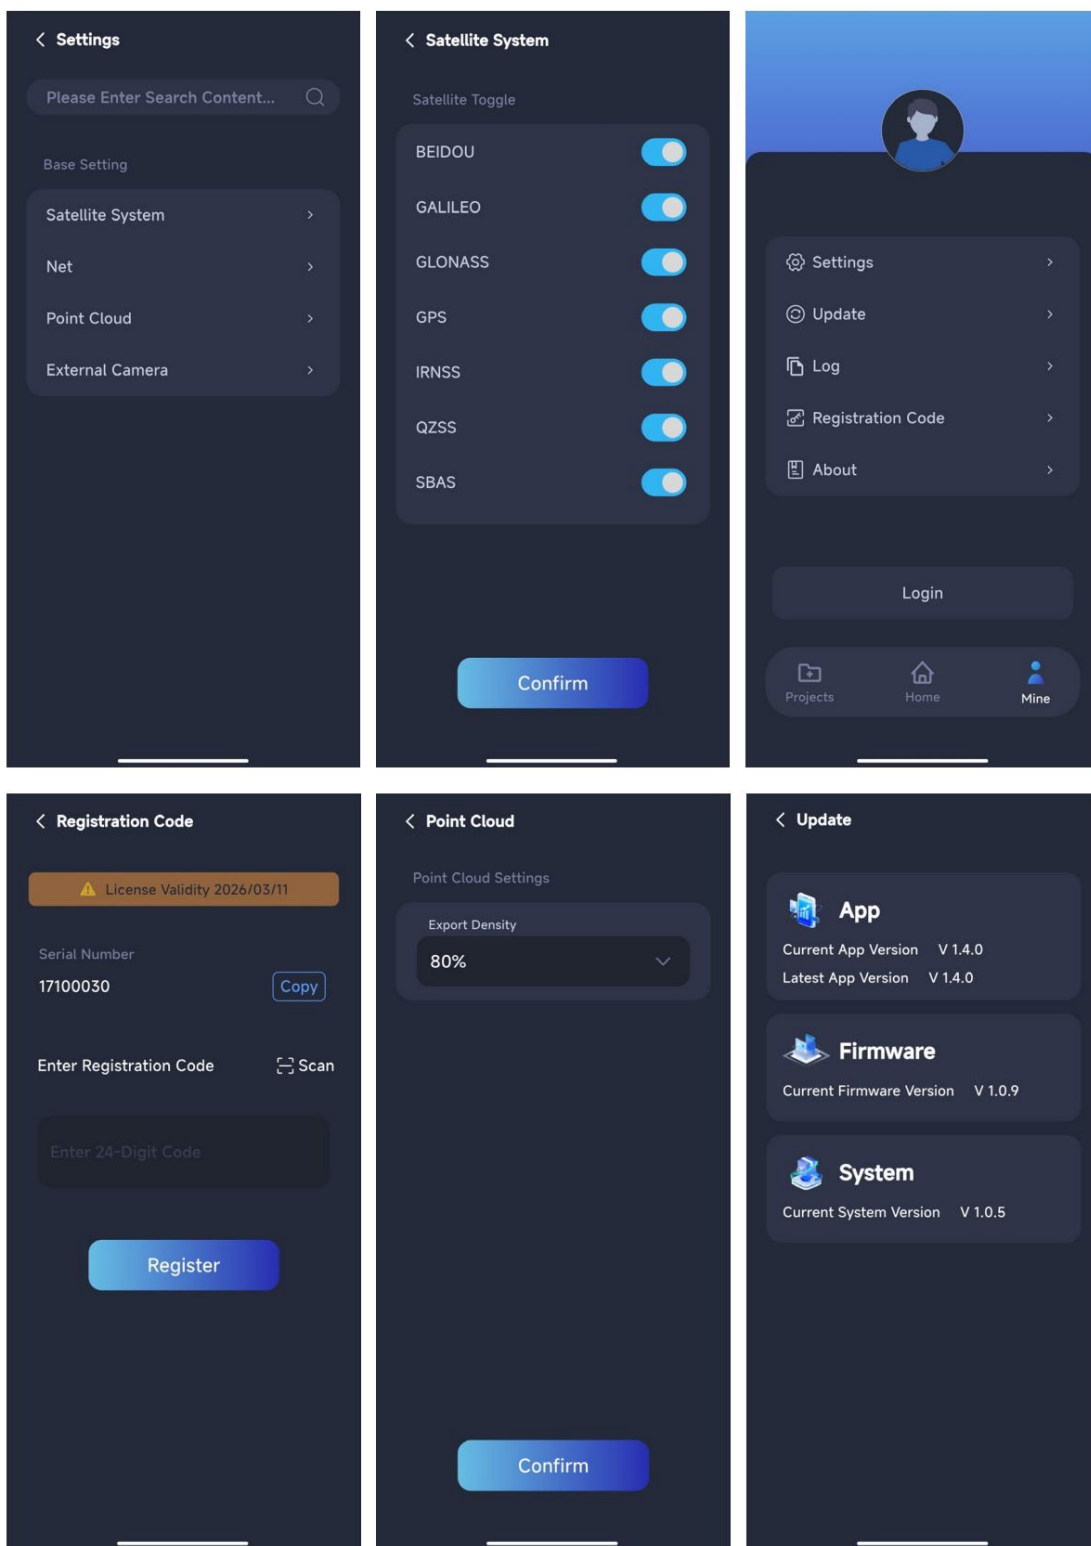 Settings
Please Enter Search Content...
Base Setting
Satellite System
Net
Point Cloud
External Camera
Satellite System
Satellite Toggle
BEIDOU
GALILEO
GLONASS
GPS
IRNSS
QZSS
SBAS
Confirm
Settings
Update
Log
Registration Code
About
Login
Projects
Home
Mine
Registration Code
License Validity 2026/03/11
Serial Number
17100030
Copy
Enter Registration Code
Scan
Enter 24-Digit Code
Register
Point Cloud
Point Cloud Settings
Export Density
80%
Confirm
Update
App
Current App Version V 1.4.0
Latest App Version V 1.4.0
Firmware
Current Firmware Version V 1.0.9
System
Current System Version V 1.0.5